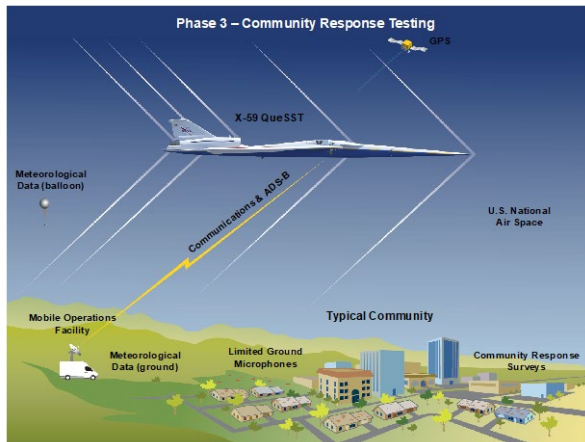 Phase 3 – Community Response Testing
GPS
X-59 QueSST
Meteorological
Data (balloon)
Communications & ADS-B
U.S. National
Air Space
Mobile Operations
Facility
Typical Community
Meteorological
Data (ground)
Limited Ground
Microphones
Community Response
Surveys